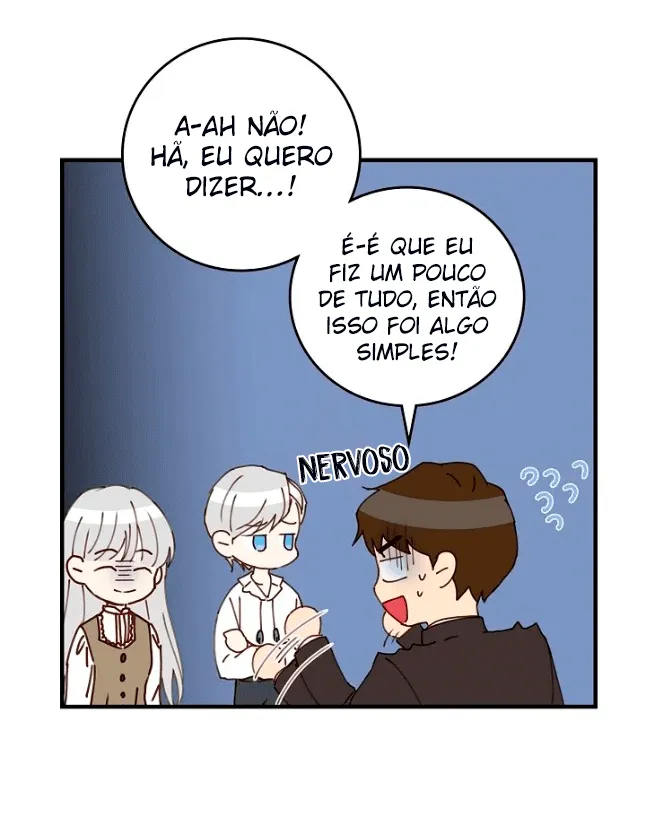 A-AH NÃO!
HÃ, EU QUERO
DIZER...!
É-É QUE EU
FIZ UM POUCO
DE TUDO, ENTÃO
ISSO FOI ALGO
SIMPLES!
NERVOSO